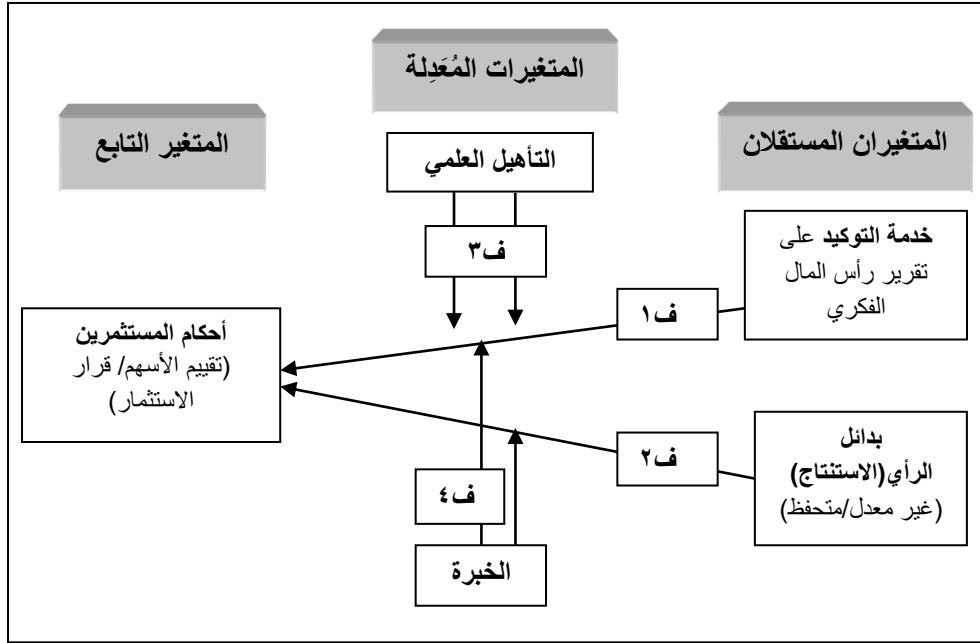 المتغيرات المُعَدِلة
المتغيران المستقلان
المتغير التابع
التأهيل العلمي
خدمة التوكيد على
تقرير رأس المال
الفكري
ف٣
ف١
أحكام المستثمرين
(تقييم الأسهم/ قرار
الاستثمار)
بدائل
الرأي(الاستنتاج)
(غير معدل/متحفظ)
ف٢
ف٤
الخبرة